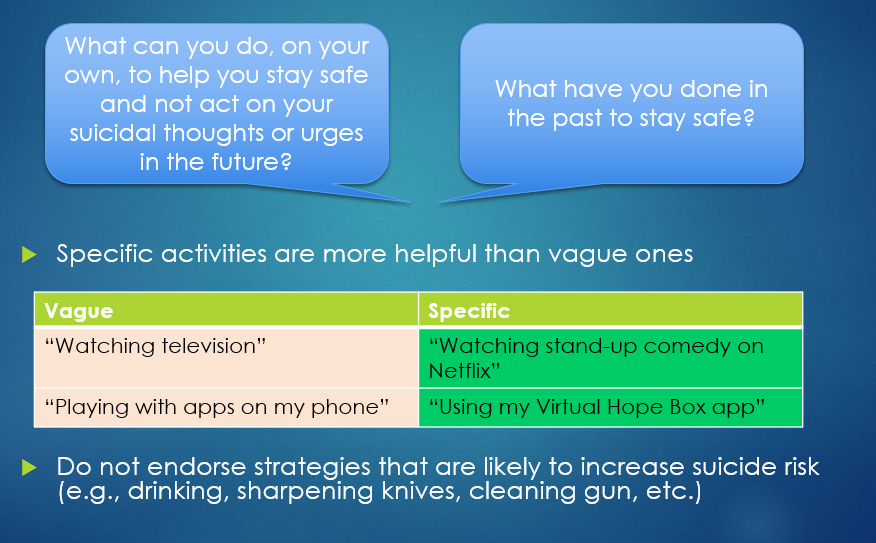 What can you do, on your
own, to help you stay safe
and not act on your
suicidal thoughts or urges
in the future?
What have you done in
the past to stay safe?
Specific activities are more helpful than vague ones
Vague
Specific
“Watching television”
“Watching stand-up comedy on
Netflix”
“Playing with apps on my phone”
“Using my Virtual Hope Box app”
Do not endorse strategies that are likely to increase suicide risk
(e.g., drinking, sharpening knives, cleaning gun, etc.)